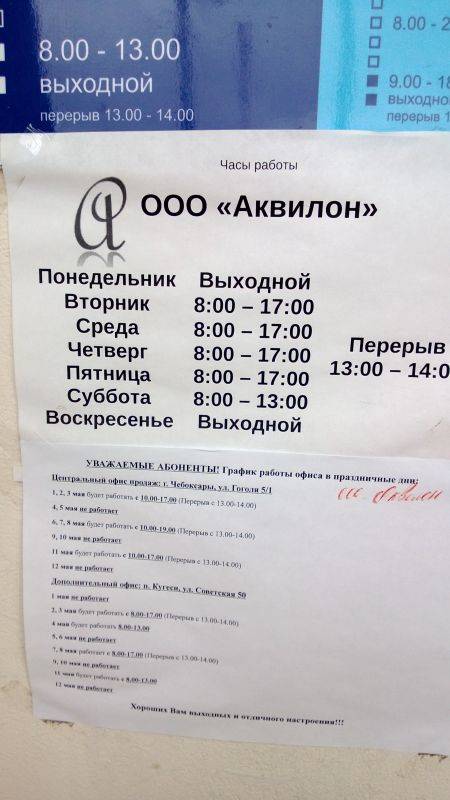 8.00 - 13.00
выходной
перерыв 13.00 - 14.00
8.00 - 2
9.00 - 18
выходно
перерыв 1
Часы работы
ООО «Аквилон»
Понедельник Выходной
Вторник 8:00 – 17:00
Среда 8:00 – 17:00
Четверг 8:00 – 17:00
Пятница 8:00 – 17:00
Суббота 8:00 – 13:00
Воскресенье Выходной
Перерыв
13:00 – 14:0
УВАЖАЕМЫЕ АБОНЕНТЫ! График работы офиса в праздничные дни:
Центральный офис продаж: г. Чебоксары, ул. Гоголя 5/1
ООО Аквилон
1, 2, 3 мая будет работать с 10.00-17.00 (Перерыв с 13.00-14.00)
4, 5 мая не работает
6, 7, 8 мая будет работать с 10.00-19.00 (Перерыв с 13.00-14.00)
9, 10 мая не работает
11 мая будет работать с 10.00-17.00 (Перерыв с 13.00-14.00)
12 мая не работает
Дополнительный офис: п. Кугеси, ул. Советская 50
1 мая не работает
2, 3 мая будет работать с 8.00-17.00 (Перерыв с 13.00-14.00)
4 мая будет работать 8.00-13.00
5, 6 мая не работает
7, 8 мая работает с 8.00-17.00 (Перерыв с 13.00-14.00)
9, 10 мая не работает
11 мая будет работать с 8.00-13.00
12 мая не работает
Хороших Вам выходных и отличного настроения!!!